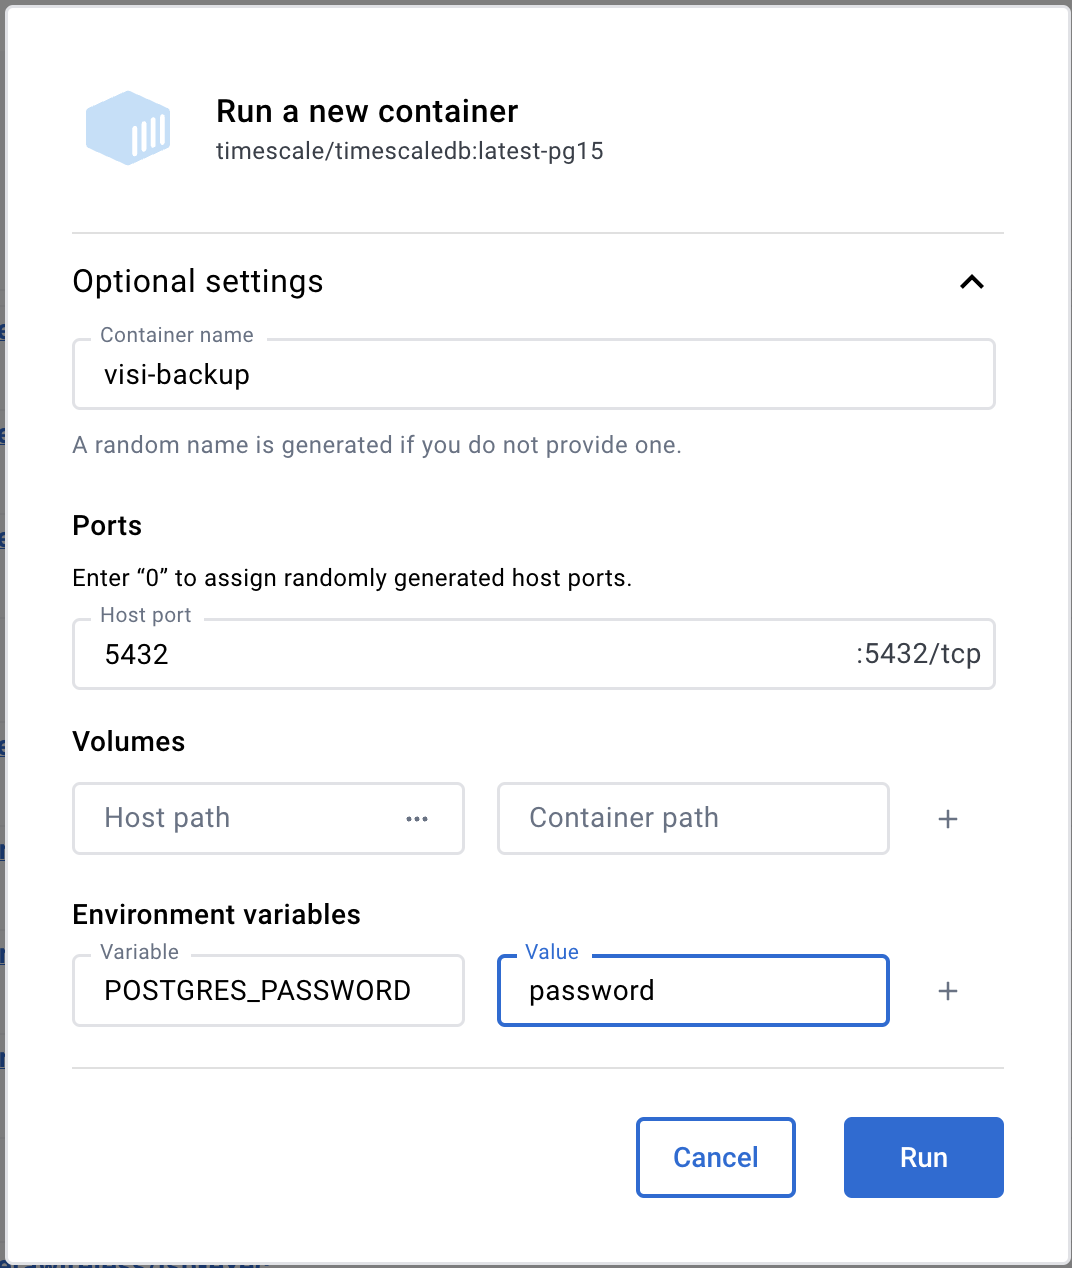 Run a new container
timescale/timescaledb:latest-pg15
Optional settings
Container name
visi-backup
A random name is generated if you do not provide one.
Ports
Enter “0” to assign randomly generated host ports.
Host port
5432 :5432/tcp
Volumes
Host path ... Container path +
Environment variables
Variable Value
POSTGRES_PASSWORD password +
Cancel Run